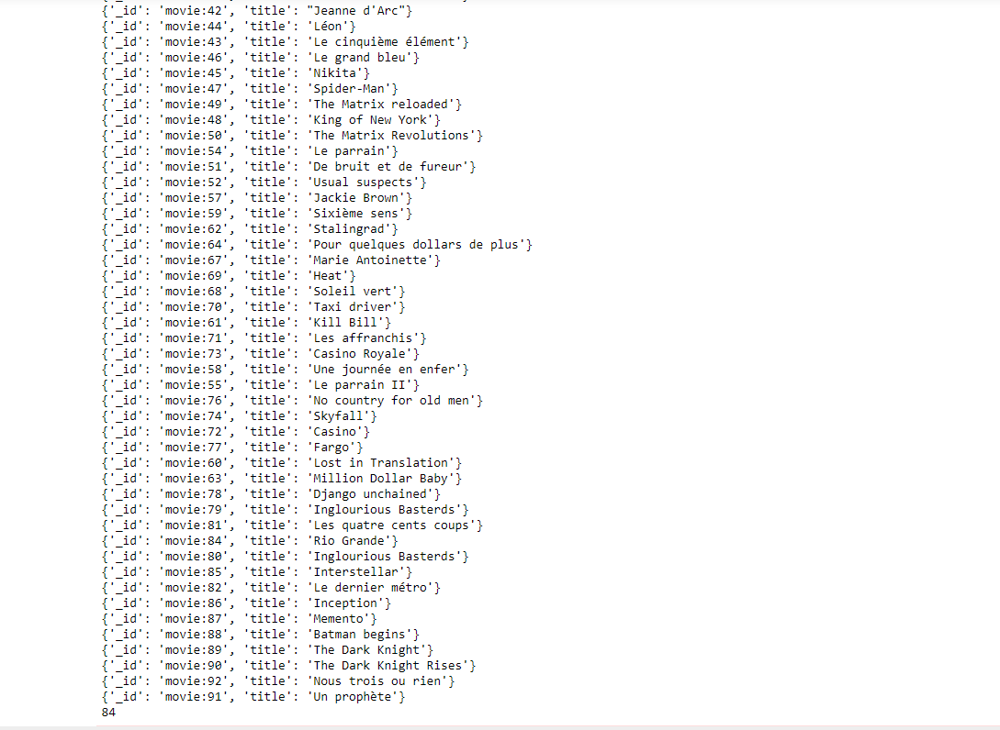 {'_id': 'movie:42', 'title': "Jeanne d'Arc"}
{'_id': 'movie:44', 'title': 'Léon'}
{'_id': 'movie:43', 'title': 'Le cinquième élément'}
{'_id': 'movie:46', 'title': 'Le grand bleu'}
{'_id': 'movie:45', 'title': 'Nikita'}
{'_id': 'movie:47', 'title': 'Spider-Man'}
{'_id': 'movie:49', 'title': 'The Matrix reloaded'}
{'_id': 'movie:48', 'title': 'King of New York'}
{'_id': 'movie:50', 'title': 'The Matrix Revolutions'}
{'_id': 'movie:54', 'title': 'Le parrain'}
{'_id': 'movie:51', 'title': 'De bruit et de fureur'}
{'_id': 'movie:52', 'title': 'Usual suspects'}
{'_id': 'movie:57', 'title': 'Jackie Brown'}
{'_id': 'movie:59', 'title': 'Sixième sens'}
{'_id': 'movie:62', 'title': 'Stalingrad'}
{'_id': 'movie:64', 'title': 'Pour quelques dollars de plus'}
{'_id': 'movie:67', 'title': 'Marie Antoinette'}
{'_id': 'movie:69', 'title': 'Heat'}
{'_id': 'movie:68', 'title': 'Soleil vert'}
{'_id': 'movie:70', 'title': 'Taxi driver'}
{'_id': 'movie:61', 'title': 'Kill Bill'}
{'_id': 'movie:71', 'title': 'Les affranchis'}
{'_id': 'movie:73', 'title': 'Casino Royale'}
{'_id': 'movie:58', 'title': 'Une journée en enfer'}
{'_id': 'movie:55', 'title': 'Le parrain II'}
{'_id': 'movie:76', 'title': 'No country for old men'}
{'_id': 'movie:74', 'title': 'Skyfall'}
{'_id': 'movie:72', 'title': 'Casino'}
{'_id': 'movie:77', 'title': 'Fargo'}
{'_id': 'movie:60', 'title': 'Lost in Translation'}
{'_id': 'movie:63', 'title': 'Million Dollar Baby'}
{'_id': 'movie:78', 'title': 'Django unchained'}
{'_id': 'movie:79', 'title': 'Inglourious Basterds'}
{'_id': 'movie:81', 'title': 'Les quatre cents coups'}
{'_id': 'movie:84', 'title': 'Rio Grande'}
{'_id': 'movie:80', 'title': 'Inglourious Basterds'}
{'_id': 'movie:85', 'title': 'Interstellar'}
{'_id': 'movie:82', 'title': 'Le dernier métro'}
{'_id': 'movie:86', 'title': 'Inception'}
{'_id': 'movie:87', 'title': 'Memento'}
{'_id': 'movie:88', 'title': 'Batman begins'}
{'_id': 'movie:89', 'title': 'The Dark Knight'}
{'_id': 'movie:90', 'title': 'The Dark Knight Rises'}
{'_id': 'movie:92', 'title': 'Nous trois ou rien'}
{'_id': 'movie:91', 'title': 'Un prophète'}
84